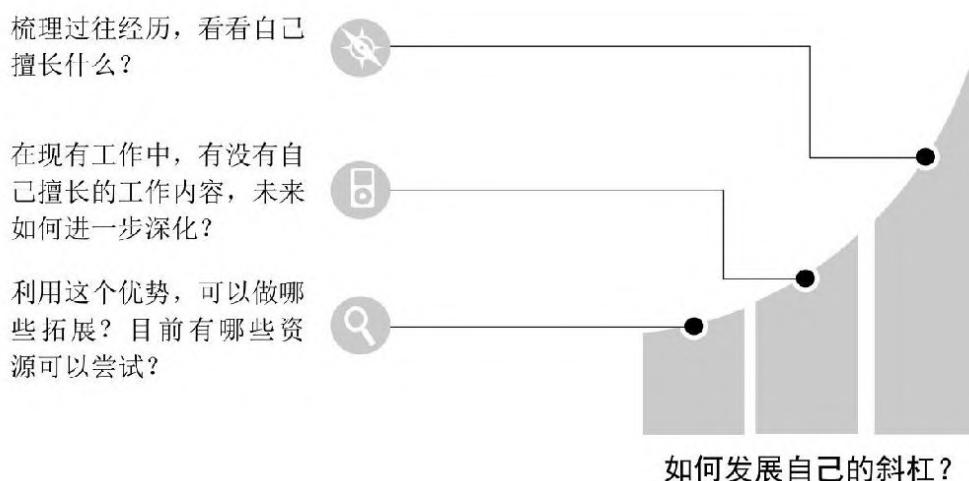 梳理过往经历，看看自己
擅长什么？
在现有工作中，有没有自
己擅长的工作内容，未来
如何进一步深化？
利用这个优势，可以做哪
些拓展？目前有哪些资
源可以尝试？
如何发展自己的斜杠？